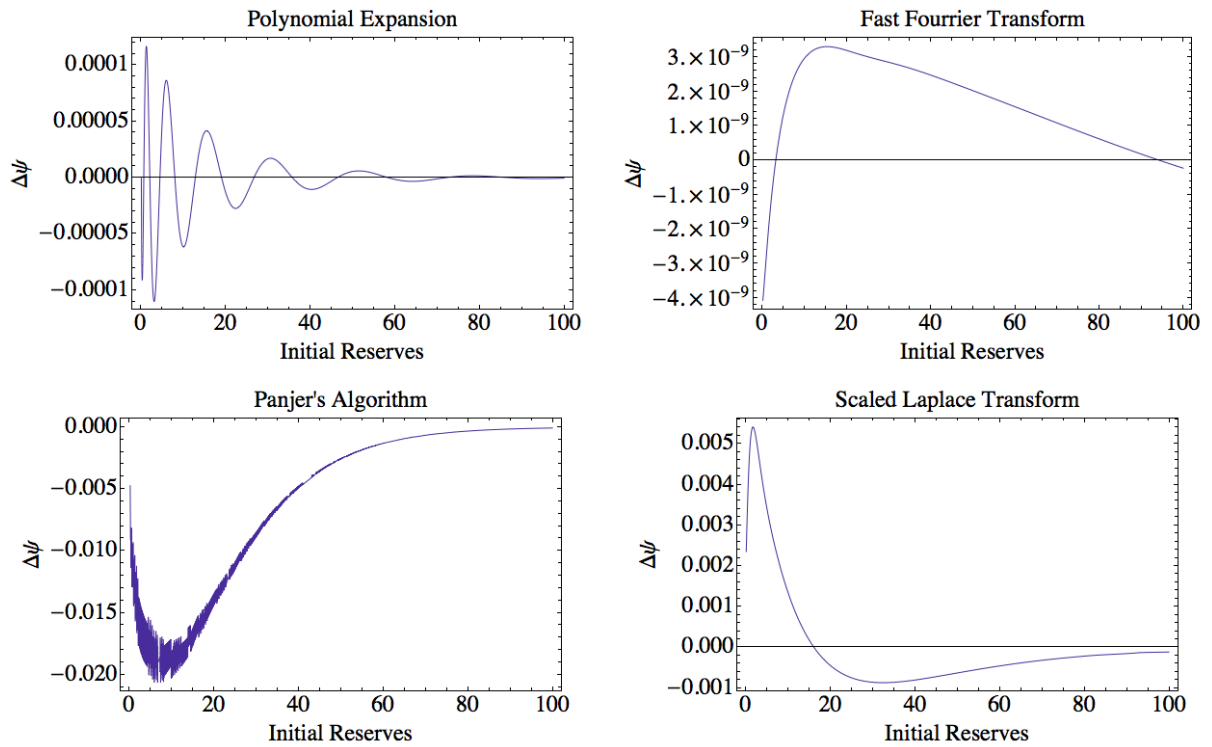 Polynomial Expansion
0.0001
0.00005
0.0000
−0.00005
−0.0001
Δψ
0 20 40 60 80 100
Initial Reserves
Fast Fourrier Transform
3.×10⁻⁹
2.×10⁻⁹
1.×10⁻⁹
0
−1.×10⁻⁹
−2.×10⁻⁹
−3.×10⁻⁹
−4.×10⁻⁹
Δψ
0 20 40 60 80 100
Initial Reserves
Panjer's Algorithm
0.000
−0.005
−0.010
−0.015
−0.020
Δψ
0 20 40 60 80 100
Initial Reserves
Scaled Laplace Transform
0.005
0.004
0.003
0.002
0.001
0.000
−0.001
Δψ
0 20 40 60 80 100
Initial Reserves